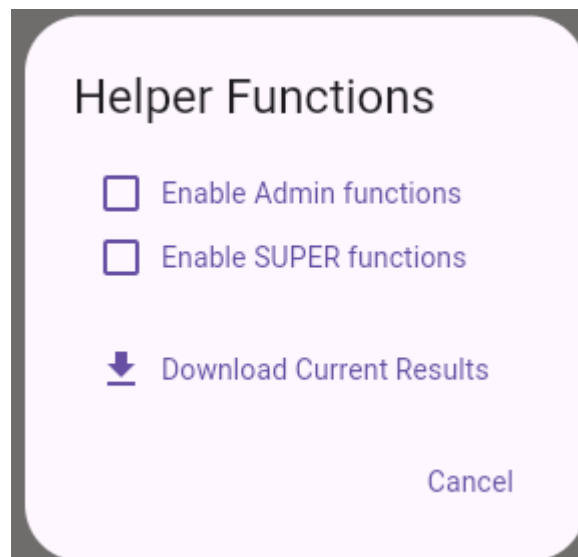 Helper Functions
Enable Admin functions
Enable SUPER functions
Download Current Results
Cancel